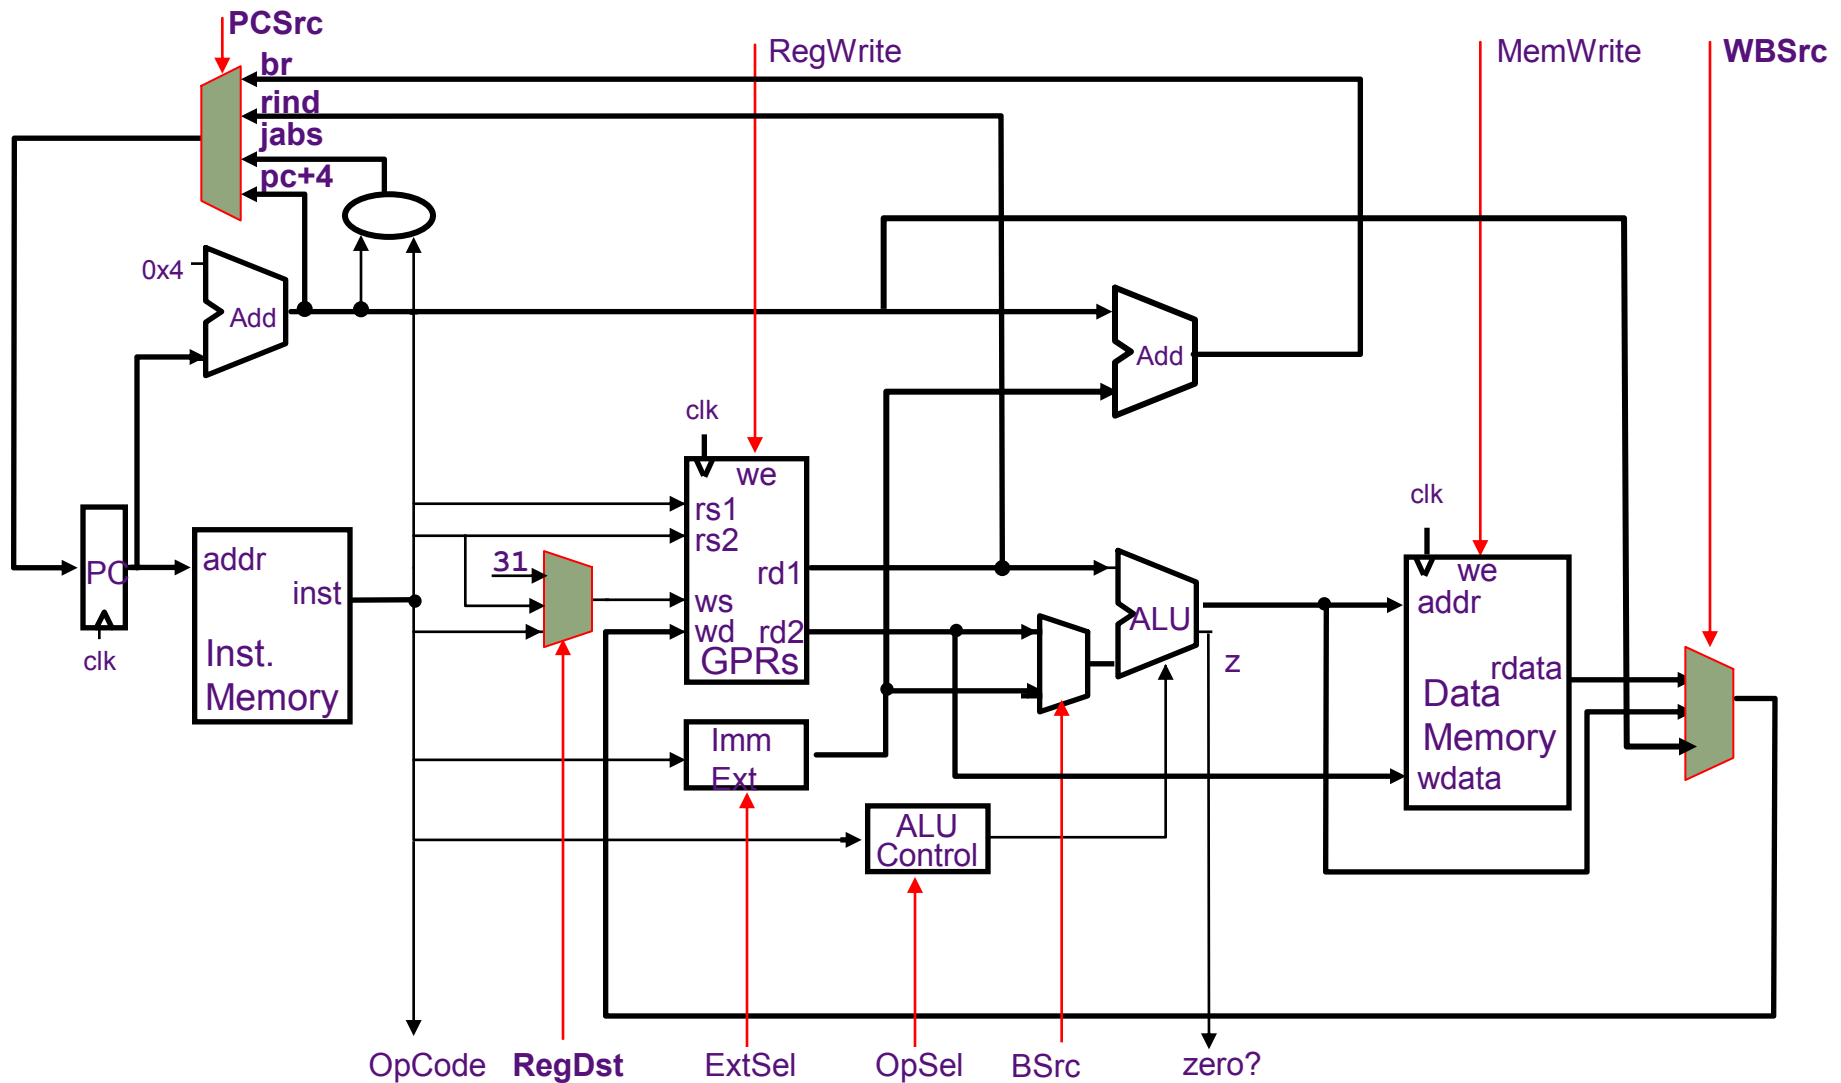 PCSrc
br
rind
jabs
pc+4
RegWrite
MemWrite
WBSrc
0x4
Add
Add
clk
we
rs1
rs2
rd1
ws
wd
rd2
GPRs
31
PC
clk
addr
inst
Inst.
Memory
Imm
Ext
ALU
Control
ALU
z
clk
we
addr
rdata
Data
Memory
wdata
OpCode
RegDst
ExtSel
OpSel
BSrc
zero?